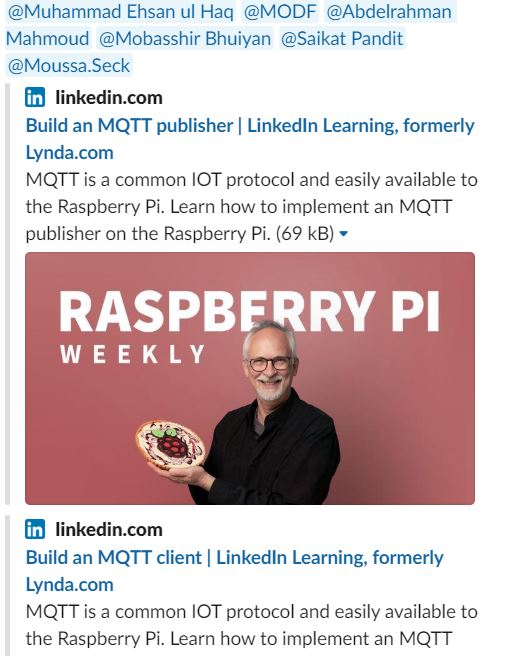 @Muhammad Ehsan ul Haq @MODF @Abdelrahman
Mahmoud @Mobasshir Bhuiyan @Saikat Pandit
@Moussa.Seck
in linkedin.com
Build an MQTT publisher | LinkedIn Learning, formerly
Lynda.com
MQTT is a common IOT protocol and easily available to
the Raspberry Pi. Learn how to implement an MQTT
publisher on the Raspberry Pi. (69 kB)
RASPBERRY PI
WEEKLY
in linkedin.com
Build an MQTT client | LinkedIn Learning, formerly
Lynda.com
MQTT is a common IOT protocol and easily available to
the Raspberry Pi. Learn how to implement an MQTT